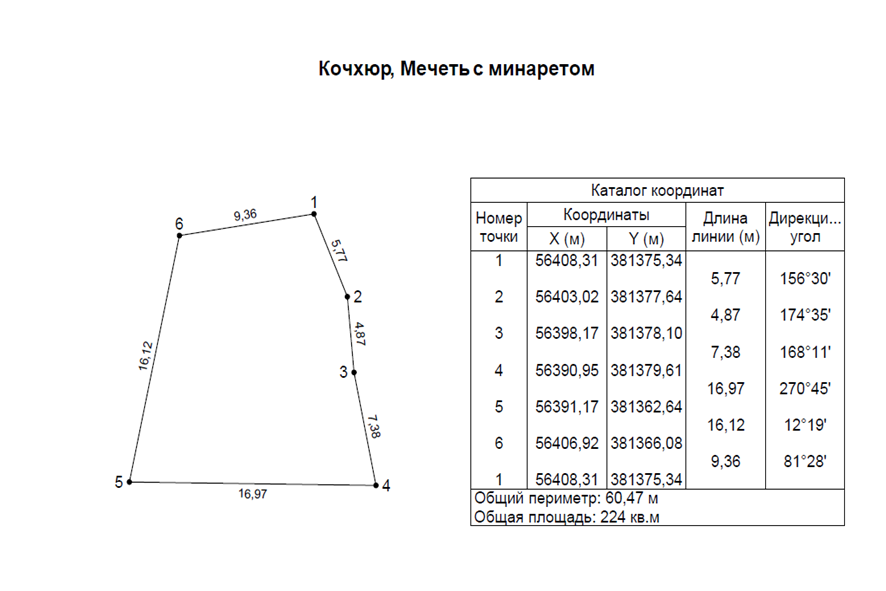 Кочхюр, Мечеть с минаретом
1
9,36
6
5,77
2
4,87
3
16,12
7,38
5
4
16,97
Каталог координат
Номер точки
Координаты
Длина линии (м)
Дирекци... угол
X (м) Y (м)
1 56408,31 381375,34
5,77 156°30'
2 56403,02 381377,64
4,87 174°35'
3 56398,17 381378,10
7,38 168°11'
4 56390,95 381379,61
16,97 270°45'
5 56391,17 381362,64
16,12 12°19'
6 56406,92 381366,08
9,36 81°28'
1 56408,31 381375,34
Общий периметр: 60,47 м
Общая площадь: 224 кв.м